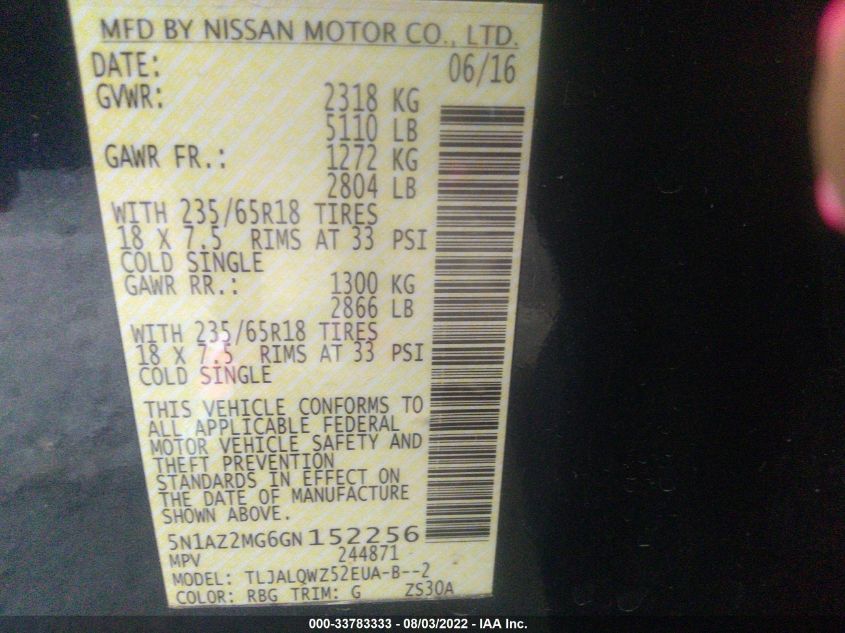 MFD BY NISSAN MOTOR CO., LTD.
DATE: 06/16
GVWR: 2318 KG
5110 LB
GAWR FR.: 1272 KG
2804 LB
WITH 235/65R18 TIRES
18 X 7.5 RIMS AT 33 PSI
COLD SINGLE
GAWR RR.: 1300 KG
2866 LB
WITH 235/65R18 TIRES
18 X 7.5 RIMS AT 33 PSI
COLD SINGLE
THIS VEHICLE CONFORMS TO
ALL APPLICABLE FEDERAL
MOTOR VEHICLE SAFETY AND
THEFT PREVENTION
STANDARDS IN EFFECT ON
THE DATE OF MANUFACTURE
SHOWN ABOVE.
5N1AZ2MG6GN152256
MPV 244871
MODEL: TLJALQWZ52EUA-B--2
COLOR: RBG TRIM: G ZS30A
000-33783333 - 08/03/2022 - IAA Inc.